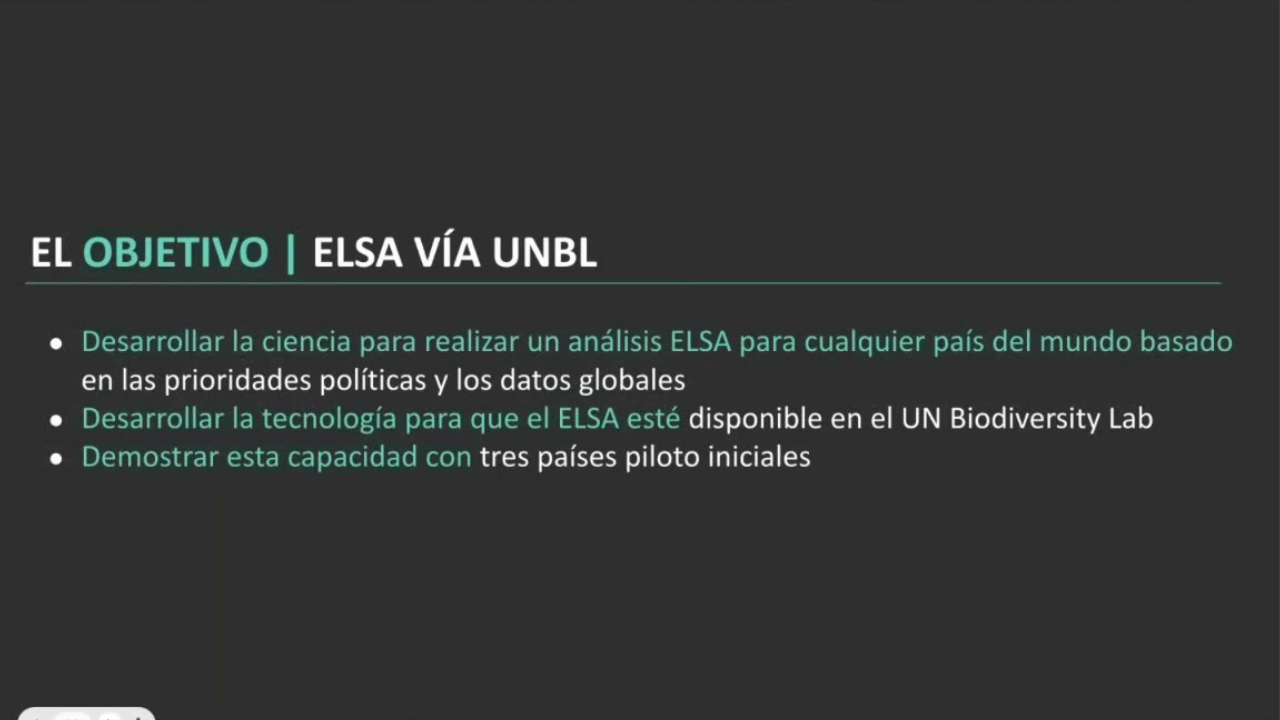 EL OBJETIVO | ELSA VÍA UNBL
● Desarrollar la ciencia para realizar un análisis ELSA para cualquier país del mundo basado
en las prioridades políticas y los datos globales
● Desarrollar la tecnología para que el ELSA esté disponible en el UN Biodiversity Lab
● Demostrar esta capacidad con tres países piloto iniciales